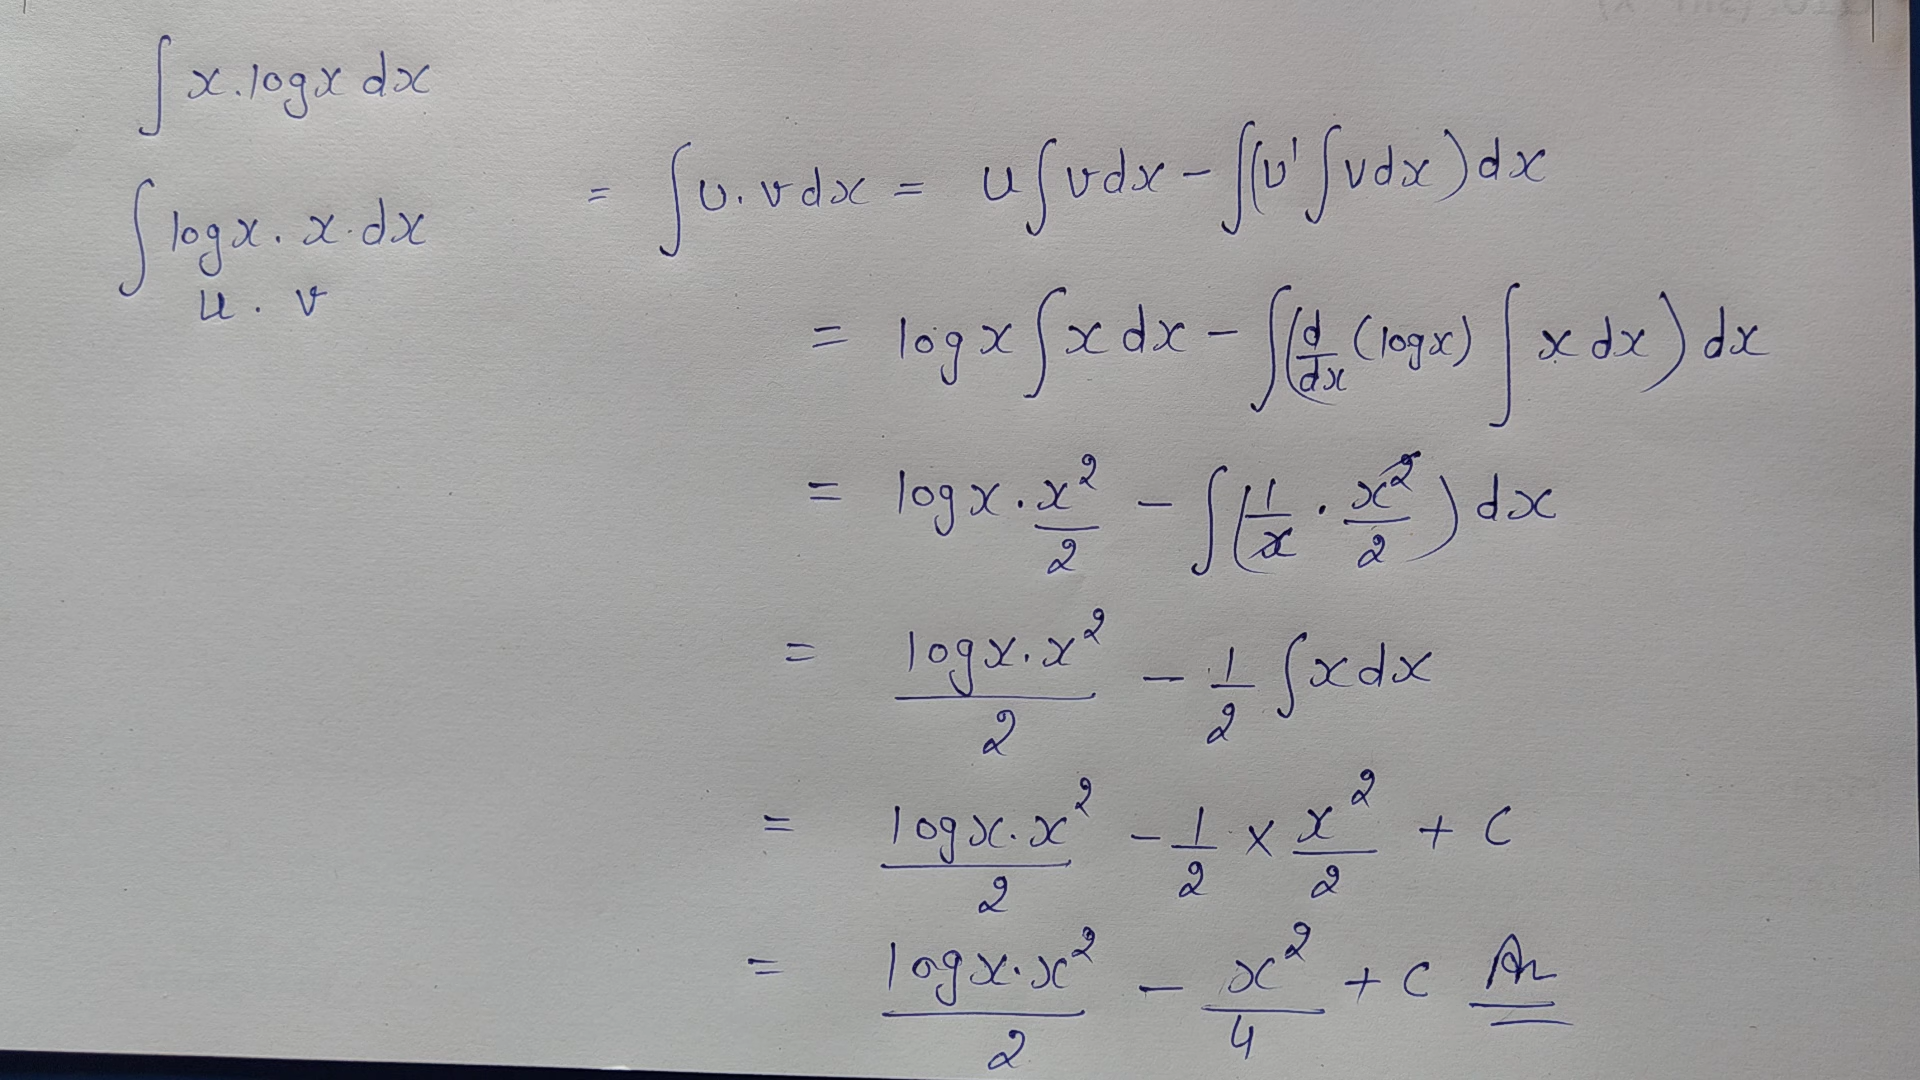 ∫ x.logx dx
∫ logx . x.dx
u . v
= ∫ u. v dx = u ∫ v dx - ∫(u' ∫ v dx) dx
= log x ∫ x dx - ∫(d/dx (logx) ∫ x dx) dx
= logx . x²/2 - ∫(1/x . x²/2) dx
= logx.x²/2 - 1/2 ∫ x dx
= logx.x²/2 - 1/2 × x²/2 + c
= logx.x²/2 - x²/4 + c An